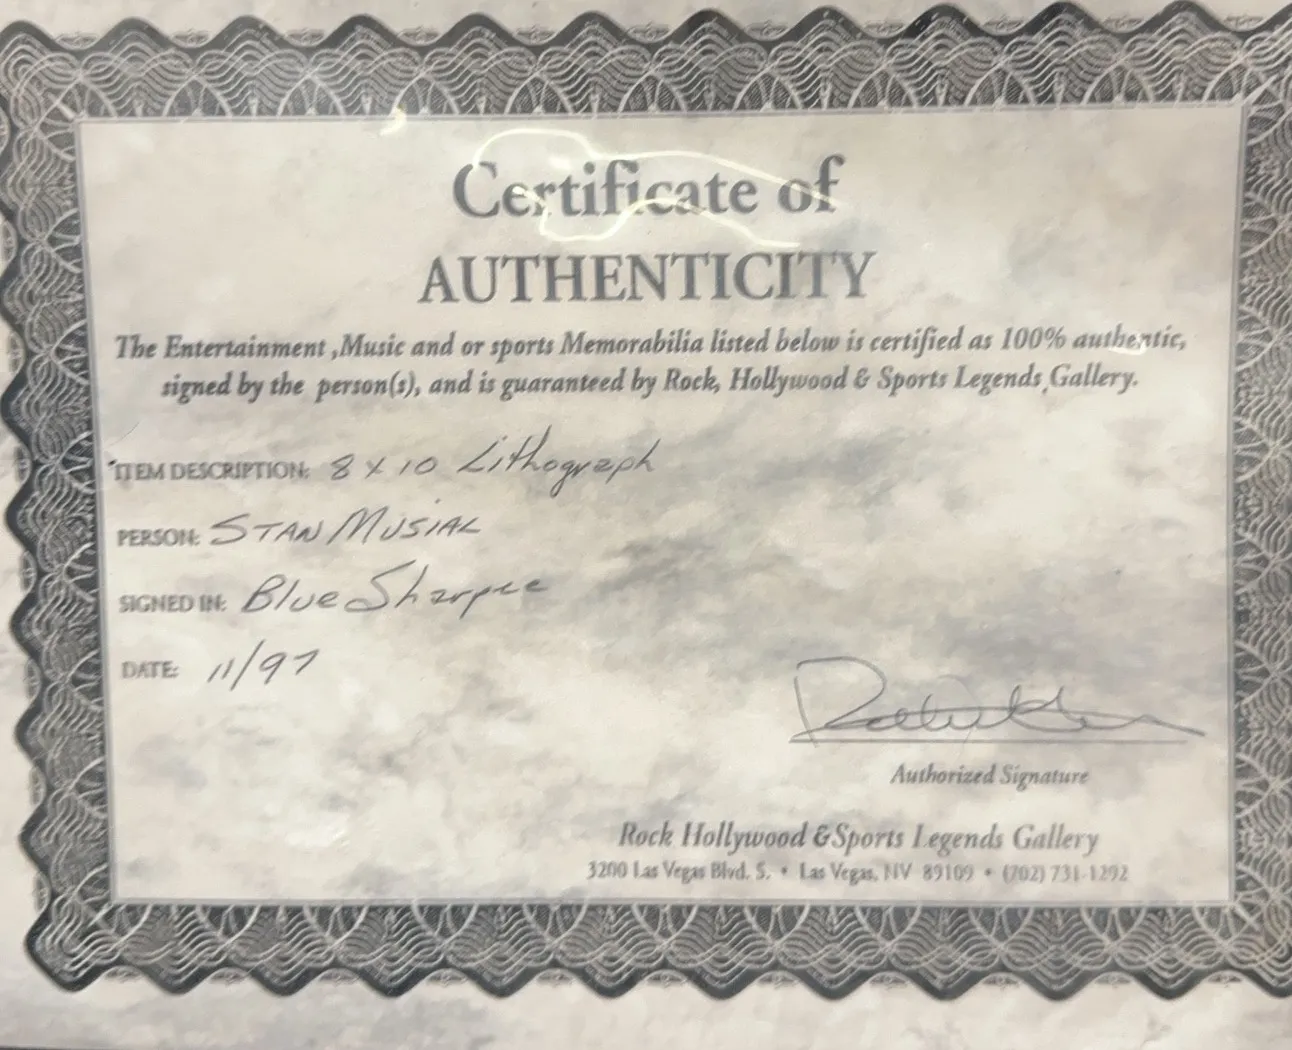 Certificate of
AUTHENTICITY
The Entertainment ,Music and or sports Memorabilia listed below is certified as 100% authentic,
signed by the person(s), and is guaranteed by Rock, Hollywood & Sports Legends Gallery.
ITEM DESCRIPTION: 8 x 10 Lithograph
PERSON: STAN MUSIAL
SIGNED IN: Blue Sharpee
DATE: 11/97
Authorized Signature
Rock Hollywood & Sports Legends Gallery
3200 Las Vegas Blvd. S. • Las Vegas, NV 89109 • (702) 731-1292